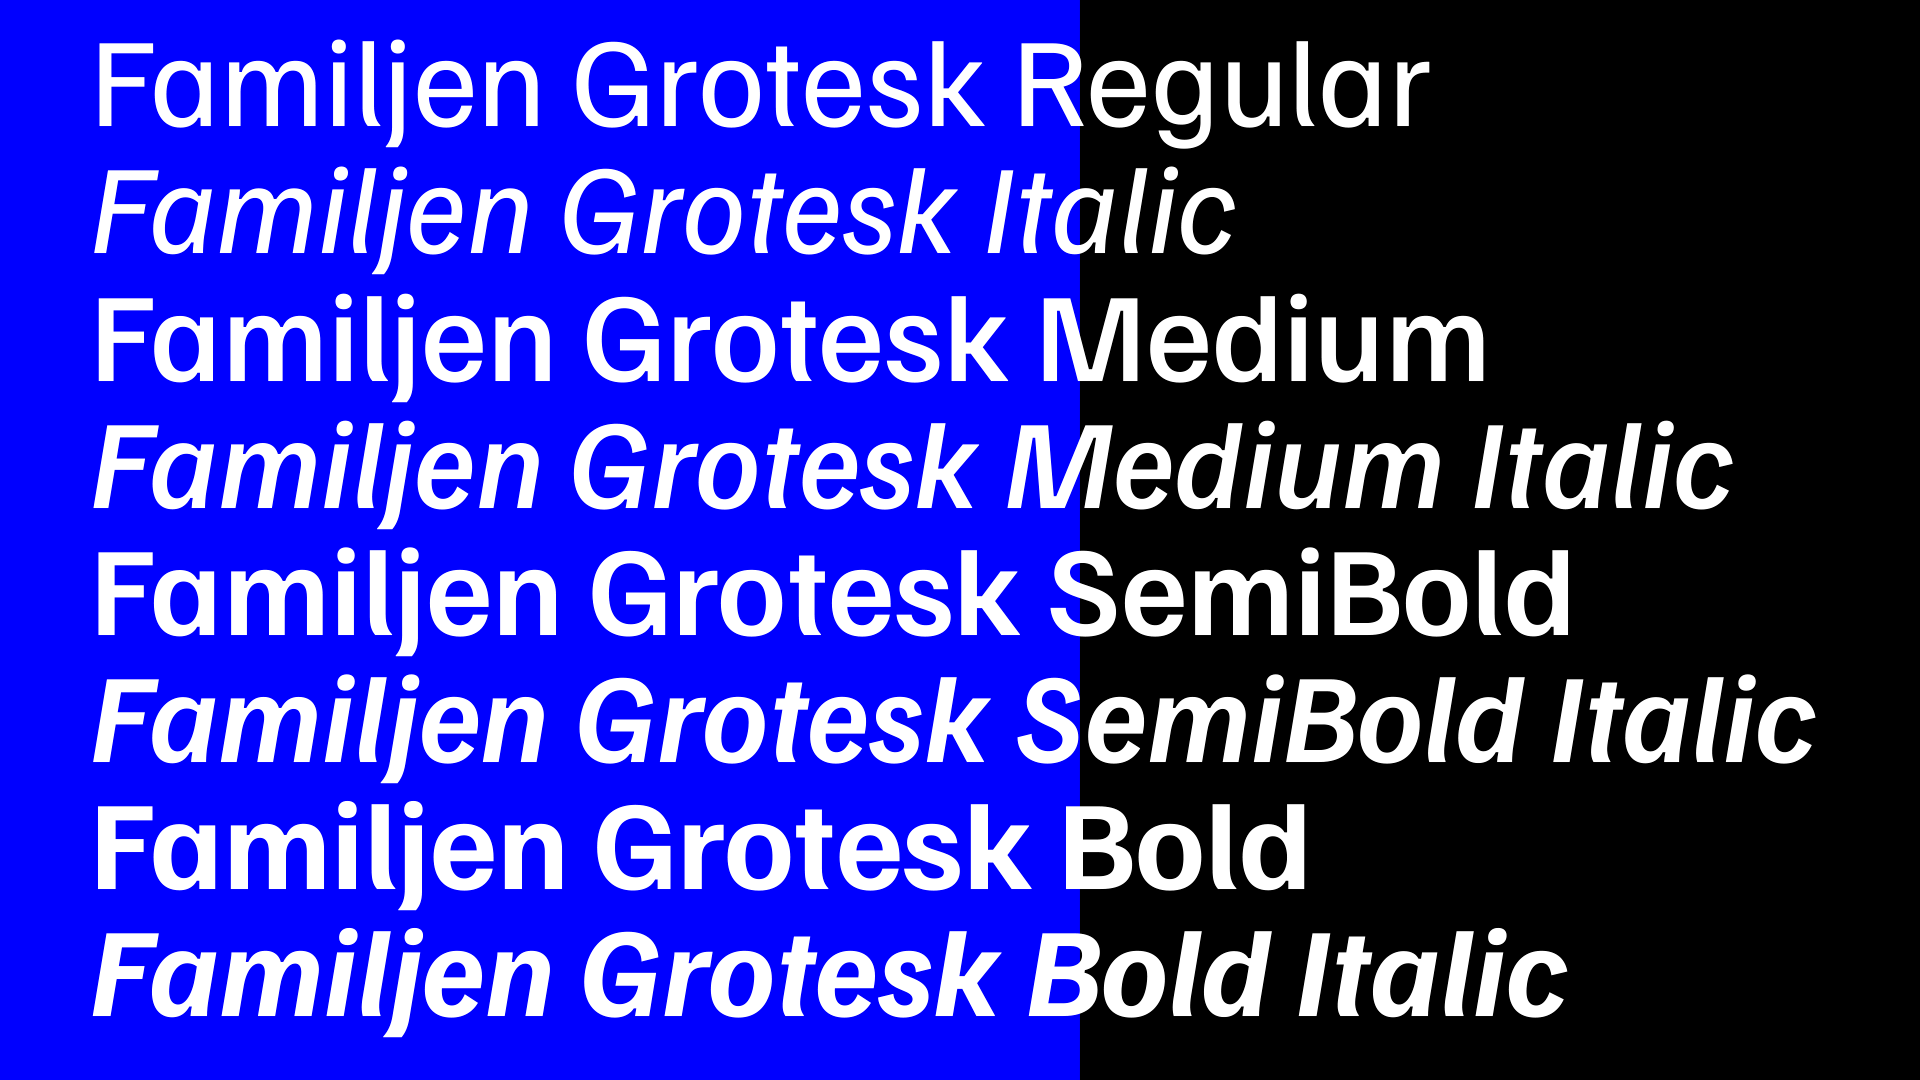 Familjen Grotesk Regular
Familjen Grotesk Italic
Familjen Grotesk Medium
Familjen Grotesk Medium Italic
Familjen Grotesk SemiBold
Familjen Grotesk SemiBold Italic
Familjen Grotesk Bold
Familjen Grotesk Bold Italic